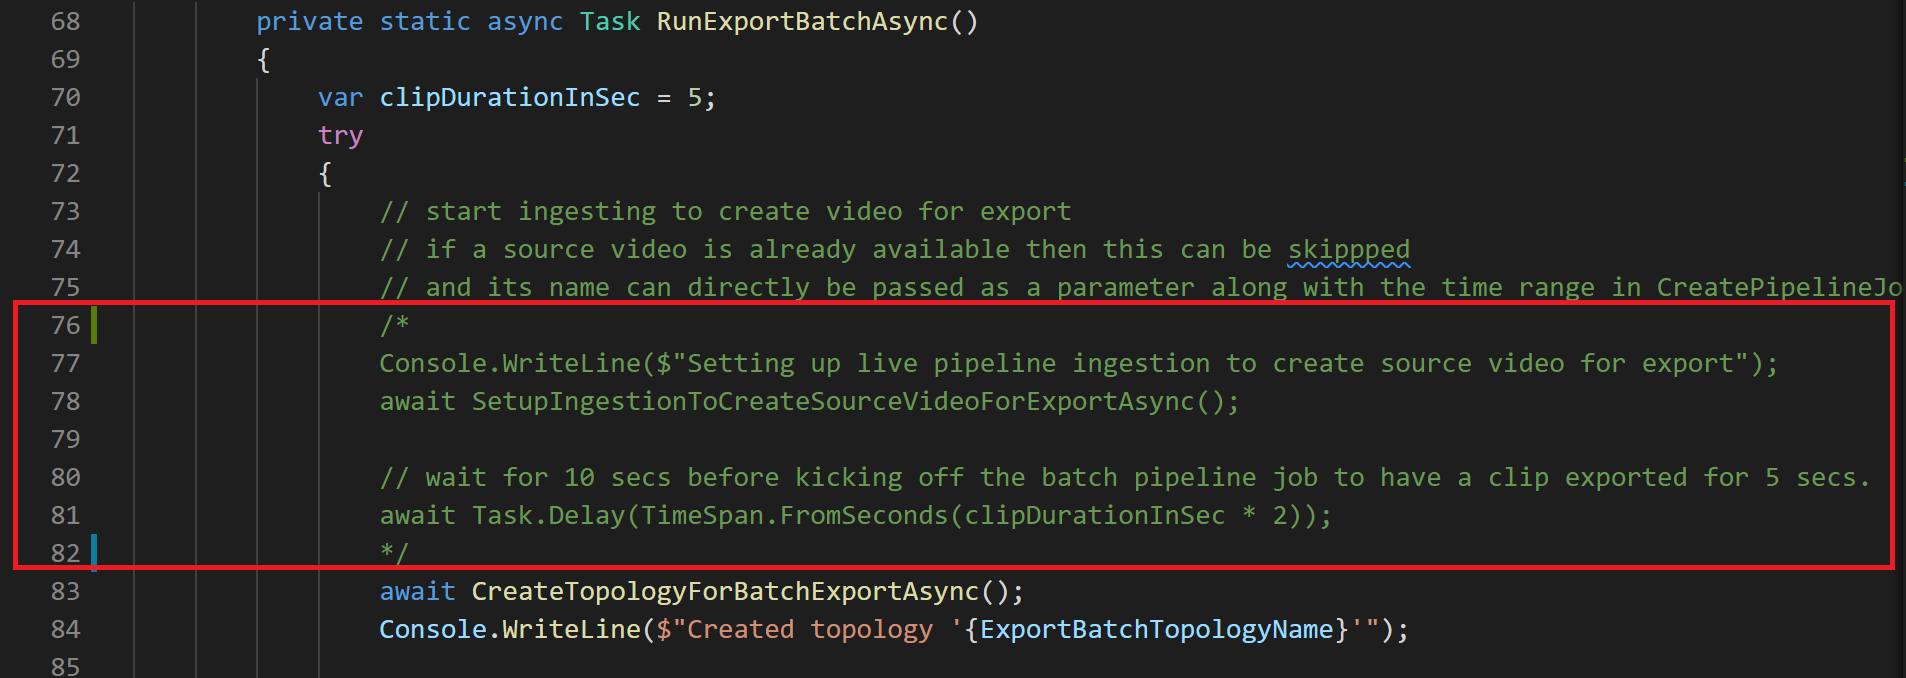 68 private static async Task RunExportBatchAsync()
69 {
70 var clipDurationInSec = 5;
71 try
72 {
73 // start ingesting to create video for export
74 // if a source video is already available then this can be skippped
75 // and its name can directly be passed as a parameter along with the time range in CreatePipelineJo
76 /*
77 Console.WriteLine($"Setting up live pipeline ingestion to create source video for export");
78 await SetupIngestionToCreateSourceVideoForExportAsync();
79
80 // wait for 10 secs before kicking off the batch pipeline job to have a clip exported for 5 secs.
81 await Task.Delay(TimeSpan.FromSeconds(clipDurationInSec * 2));
82 */
83 await CreateTopologyForBatchExportAsync();
84 Console.WriteLine($"Created topology '{ExportBatchTopologyName}'");
85